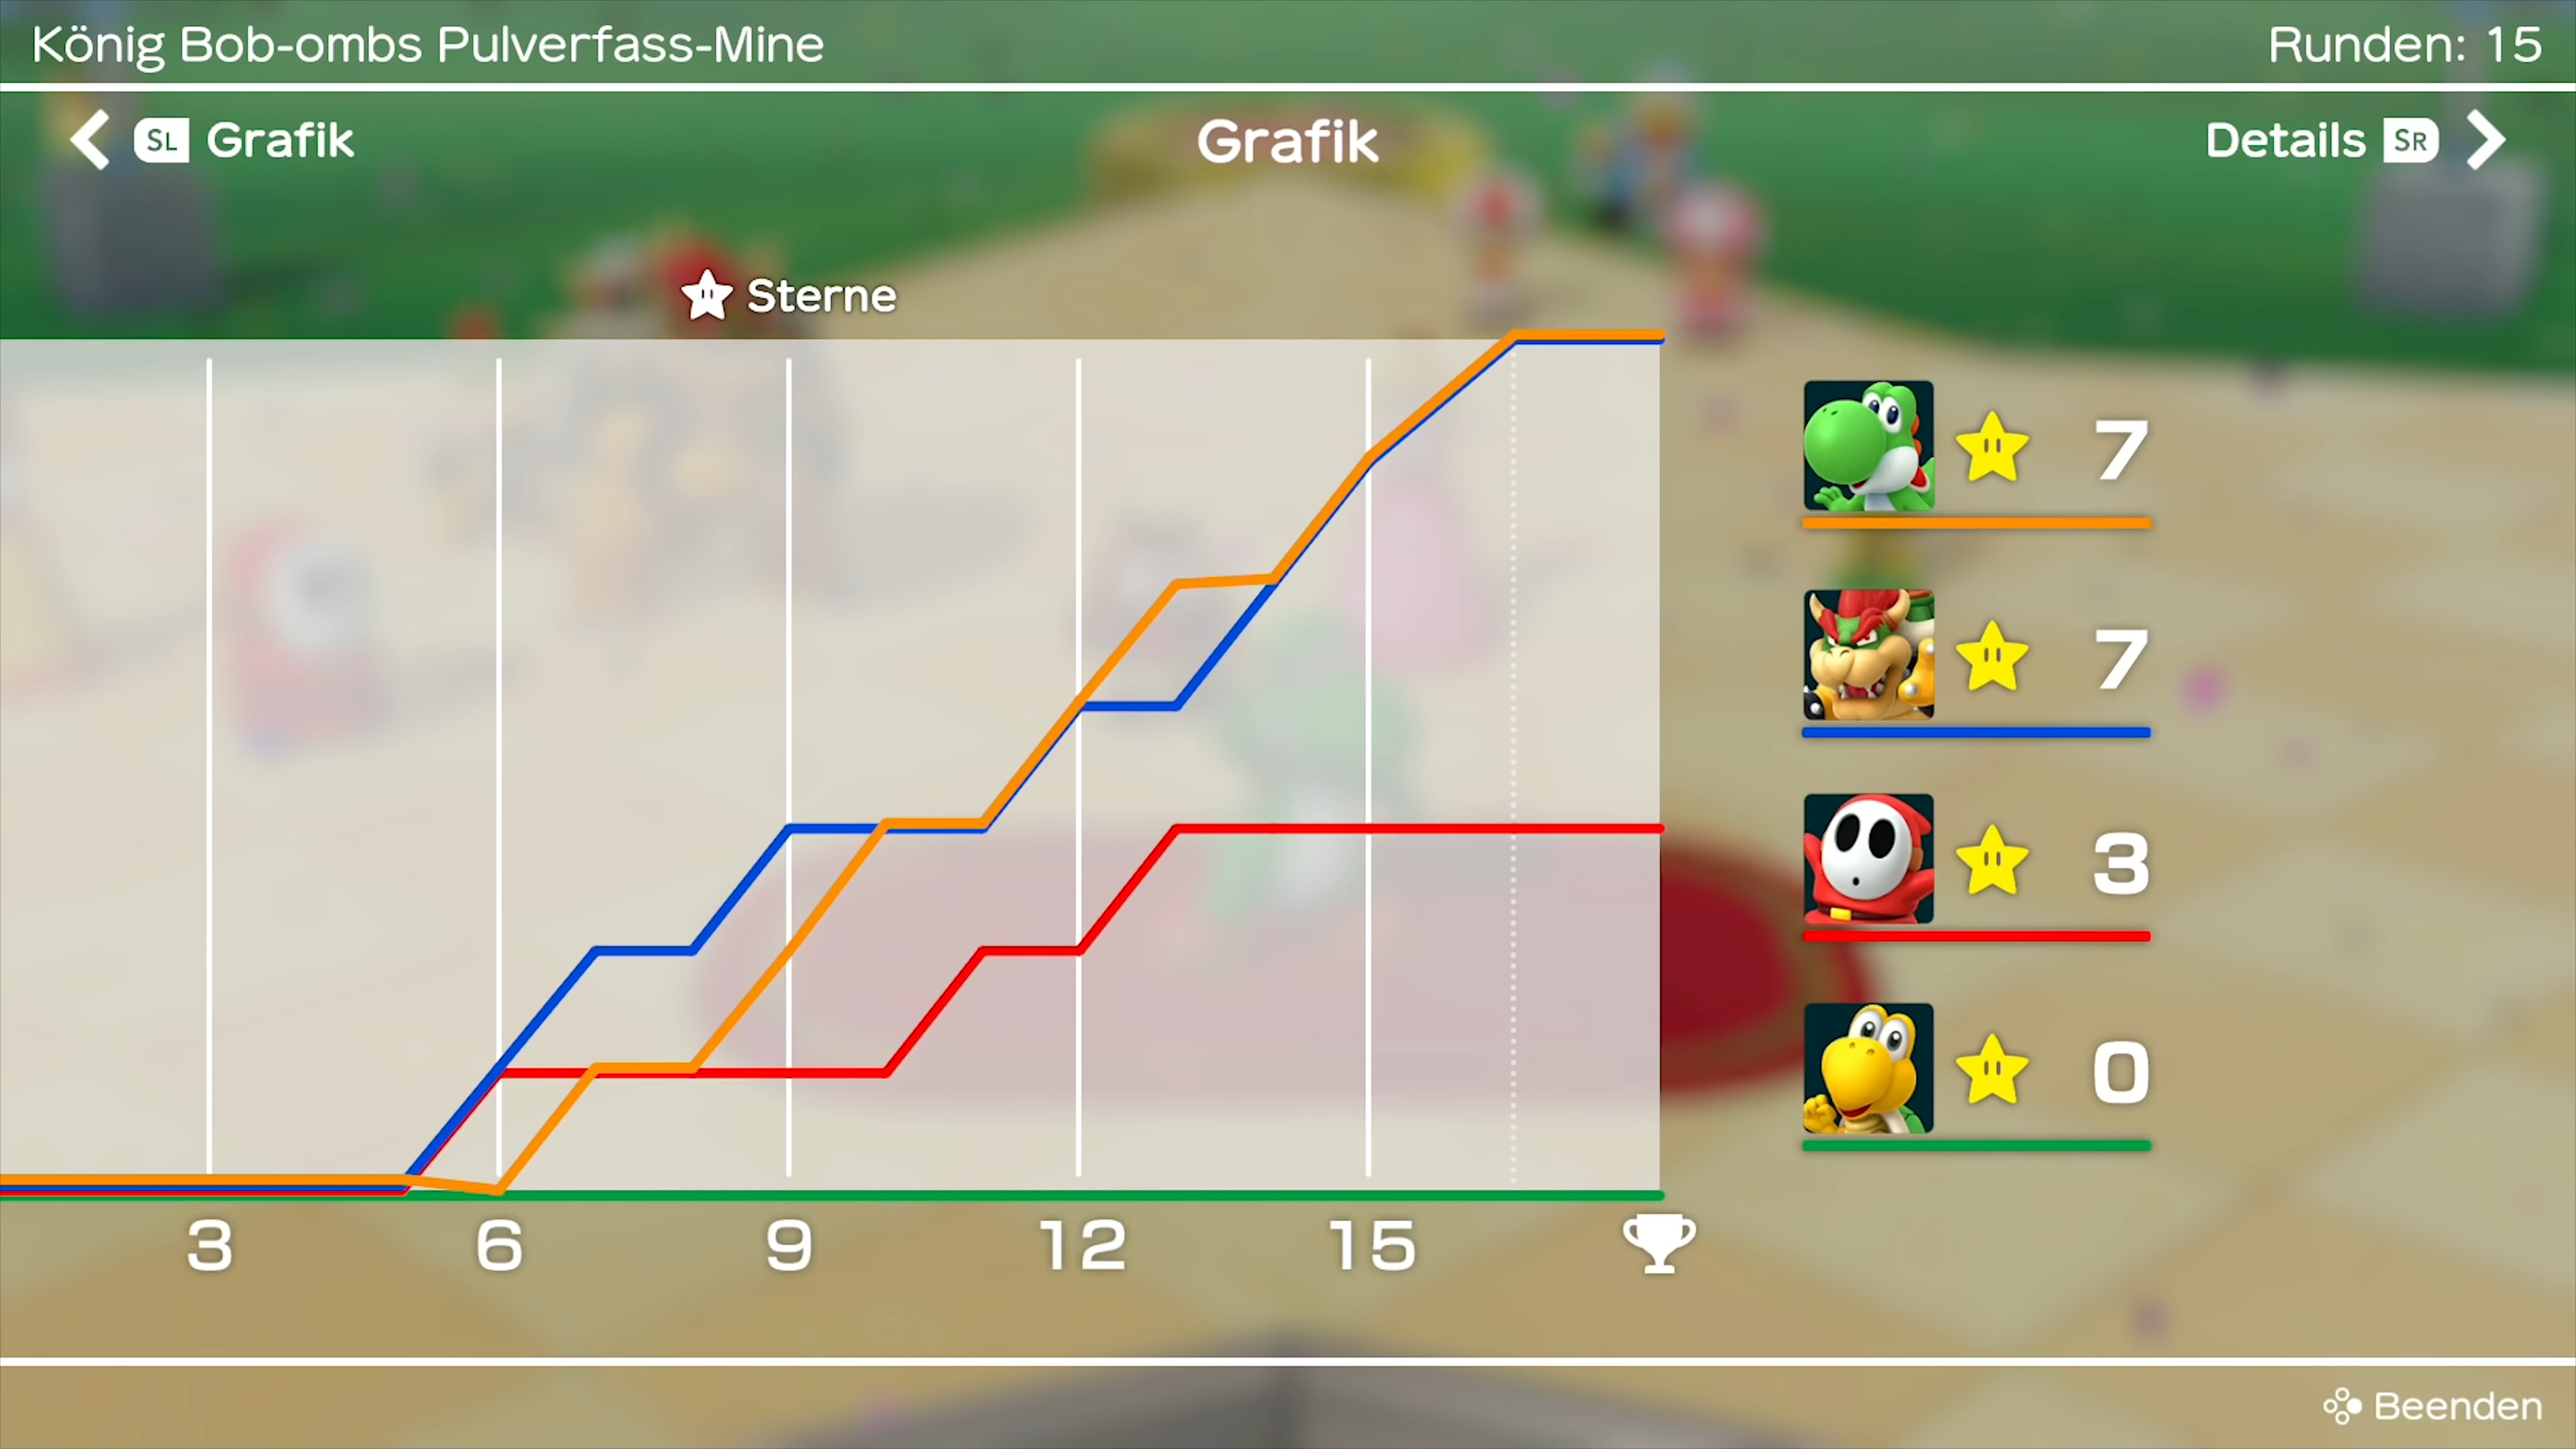 König Bob-ombs Pulverfass-Mine
Runden: 15
SL Grafik
Grafik
Details SR
Sterne
7
7
3
0
3 6 9 12 15
Beenden